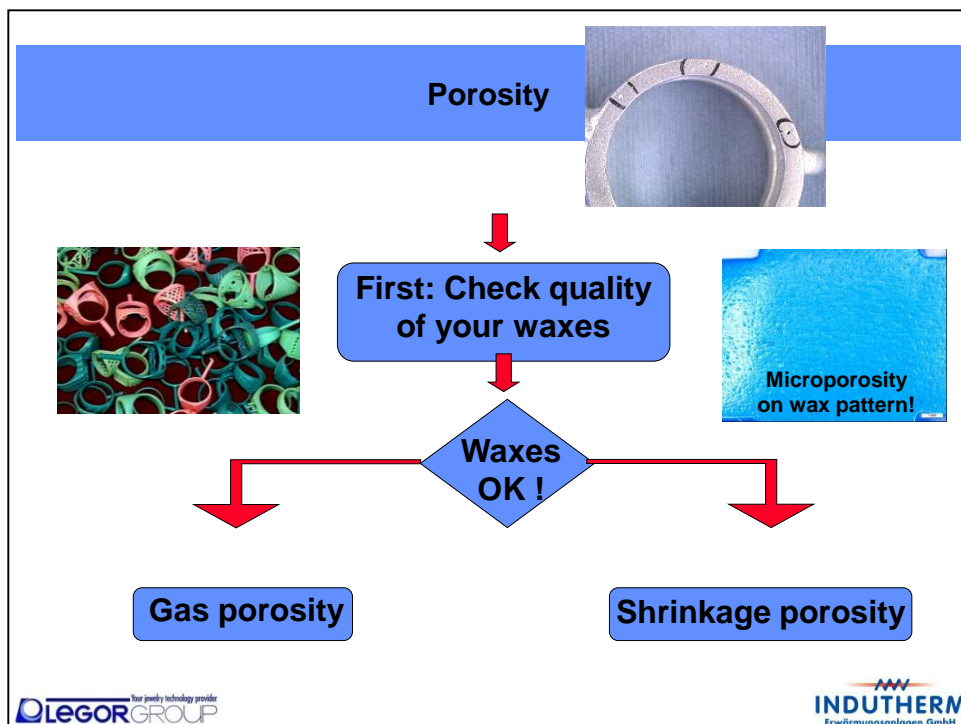 Porosity
First: Check quality
of your waxes
Microporosity
on wax pattern!
Waxes
OK !
Gas porosity
Shrinkage porosity
Your jewelry technology provider
LEGOR GROUP
INDUTHERM
Erwärmungsanlagen GmbH